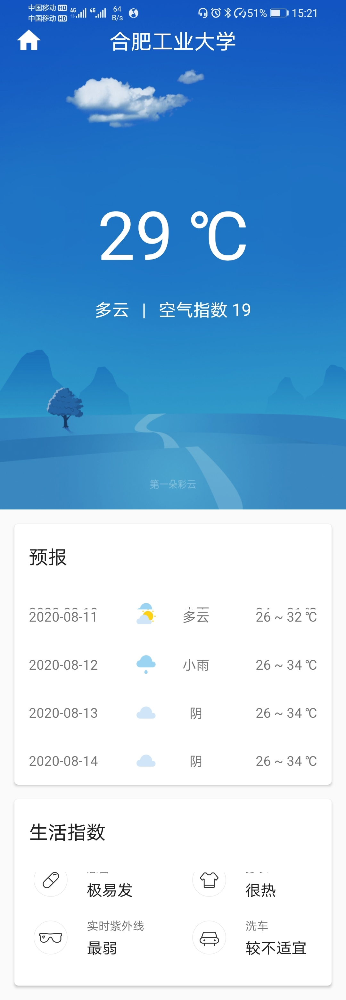 中国移动 HD 4G 4G 64 B/s 51% 15:21
中国移动 HD
合肥工业大学
29 ℃
多云 | 空气指数 19
第一朵彩云
预报
2020-08-11 多云 26 ~ 32 ℃
2020-08-12 小雨 26 ~ 34 ℃
2020-08-13 阴 26 ~ 34 ℃
2020-08-14 阴 26 ~ 34 ℃
生活指数
极易发 很热
实时紫外线 洗车
最弱 较不适宜